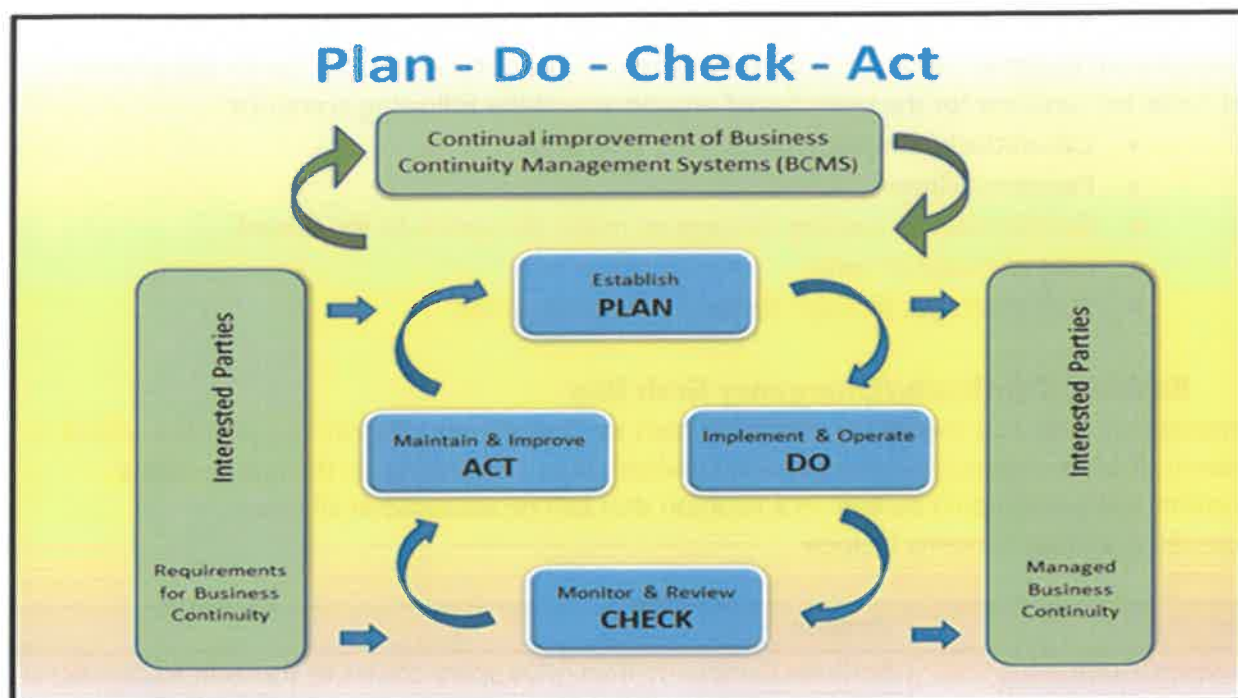 Plan - Do - Check - Act
Continual improvement of Business
Continuity Management Systems (BCMS)
Establish
PLAN
Interested Parties
Requirements
for Business
Continuity
Maintain & Improve
ACT
Implement & Operate
DO
Monitor & Review
CHECK
Interested Parties
Managed
Business
Continuity